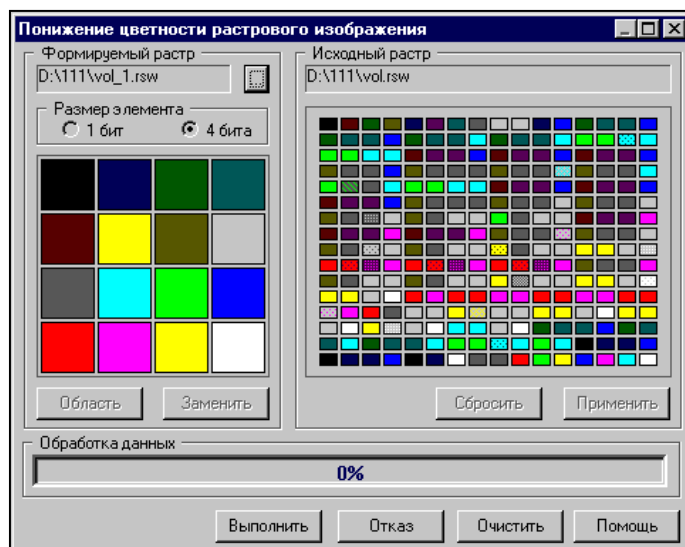 Понижение цветности растрового изображения
Формируемый растр
D:\111\vol_1.rsw
Размер элемента
1 бит
4 бита
Область
Заменить
Исходный растр
D:\111\vol.rsw
Сбросить
Применить
Обработка данных
0%
Выполнить
Отказ
Очистить
Помощь